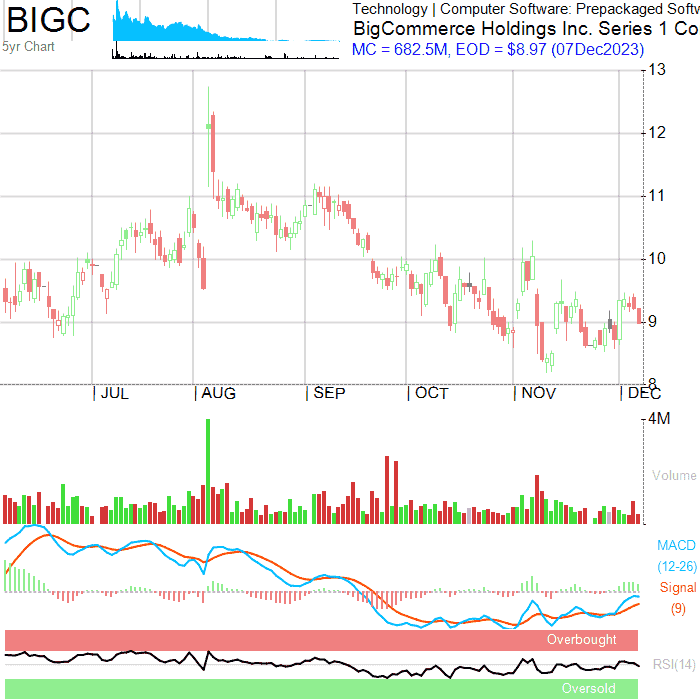 BIGC
5yr Chart
Technology | Computer Software: Prepackaged Softw
BigCommerce Holdings Inc. Series 1 Co
MC = 682.5M, EOD = $8.97 (07Dec2023)
13
12
11
10
9
8
JUL AUG SEP OCT NOV DEC
4M
Volume
MACD
(12-26)
Signal
(9)
Overbought
RSI(14)
Oversold